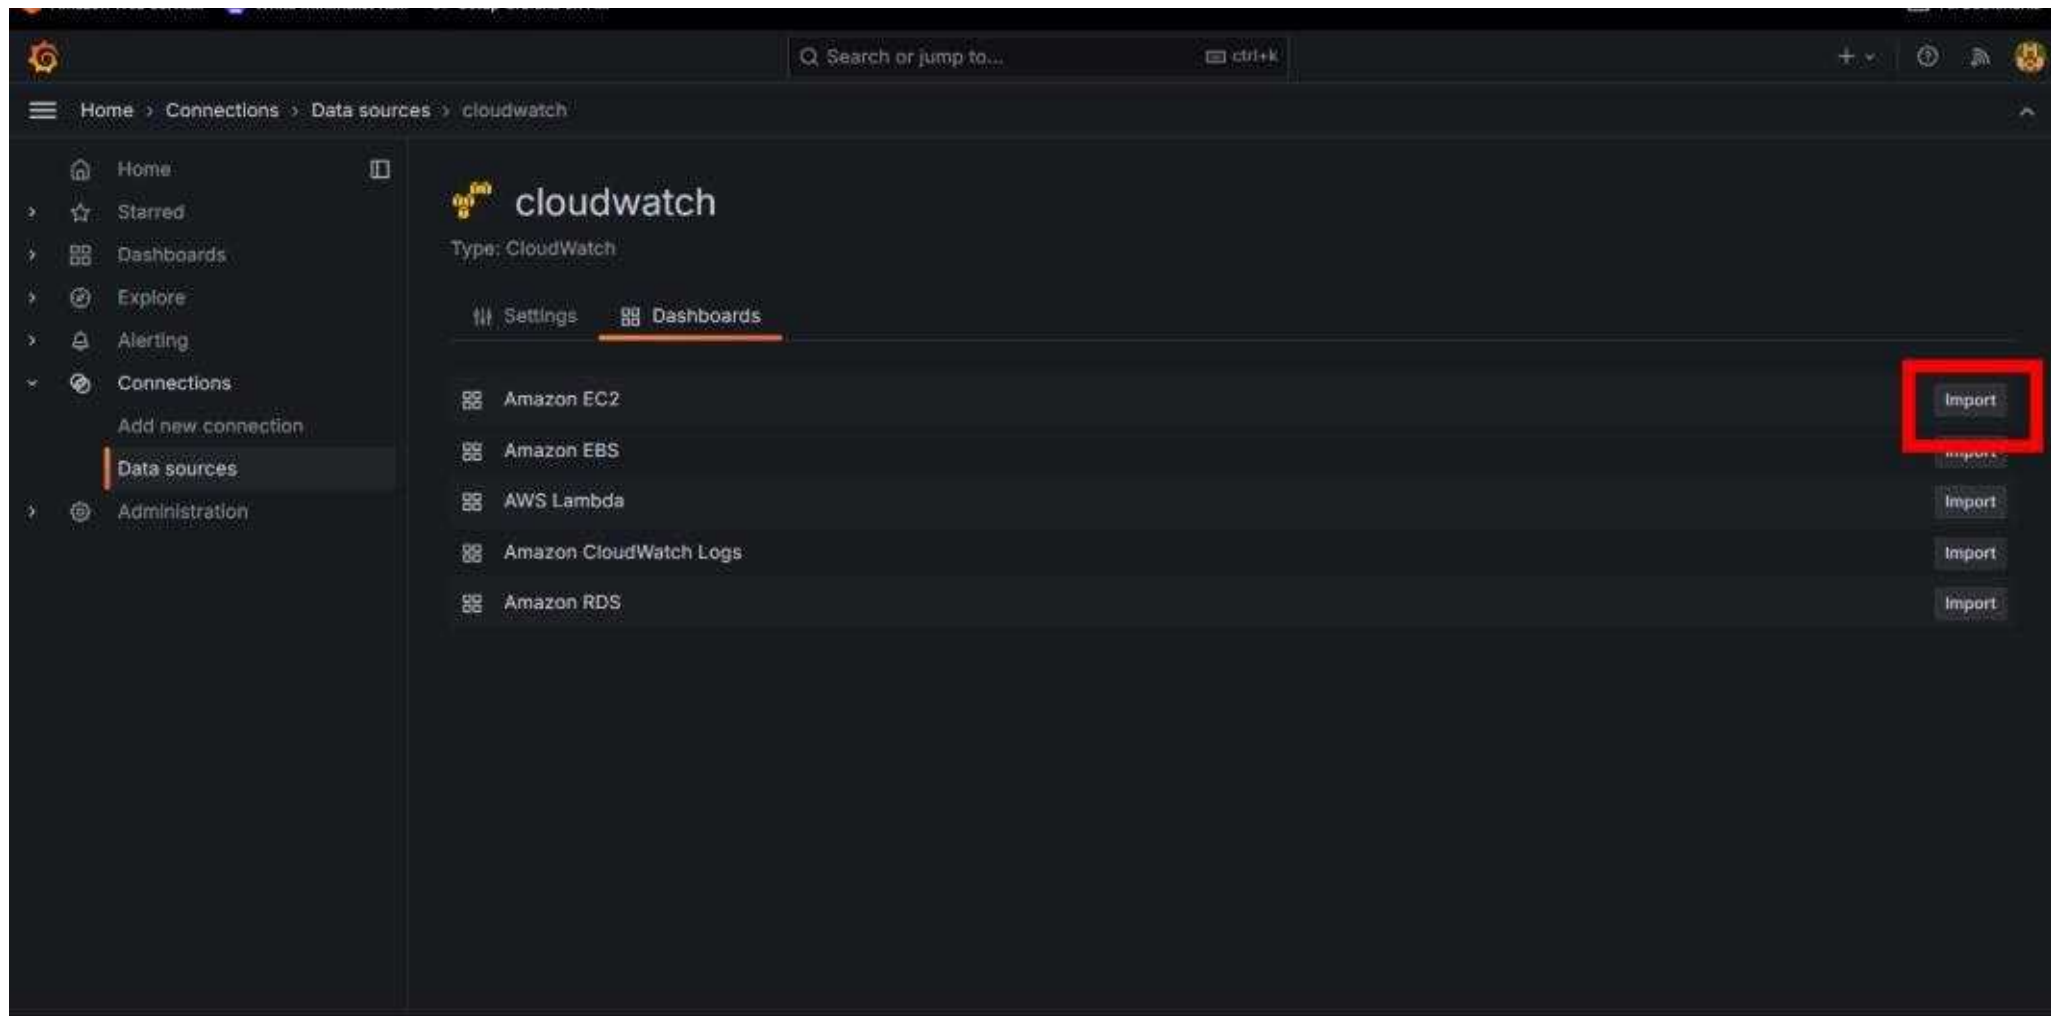 Search or jump to... ctrl+k
Home › Connections › Data sources › cloudwatch
Home
Starred
Dashboards
Explore
Alerting
Connections
Add new connection
Data sources
Administration
cloudwatch
Type: CloudWatch
Settings Dashboards
Amazon EC2 Import
Amazon EBS Import
AWS Lambda Import
Amazon CloudWatch Logs Import
Amazon RDS Import